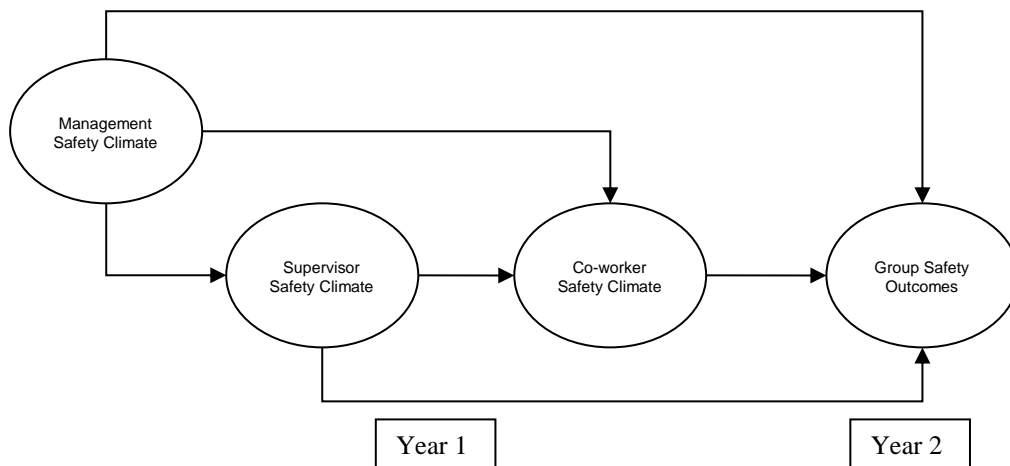 Management
Safety Climate
Supervisor
Safety Climate
Co-worker
Safety Climate
Group Safety
Outcomes
Year 1
Year 2